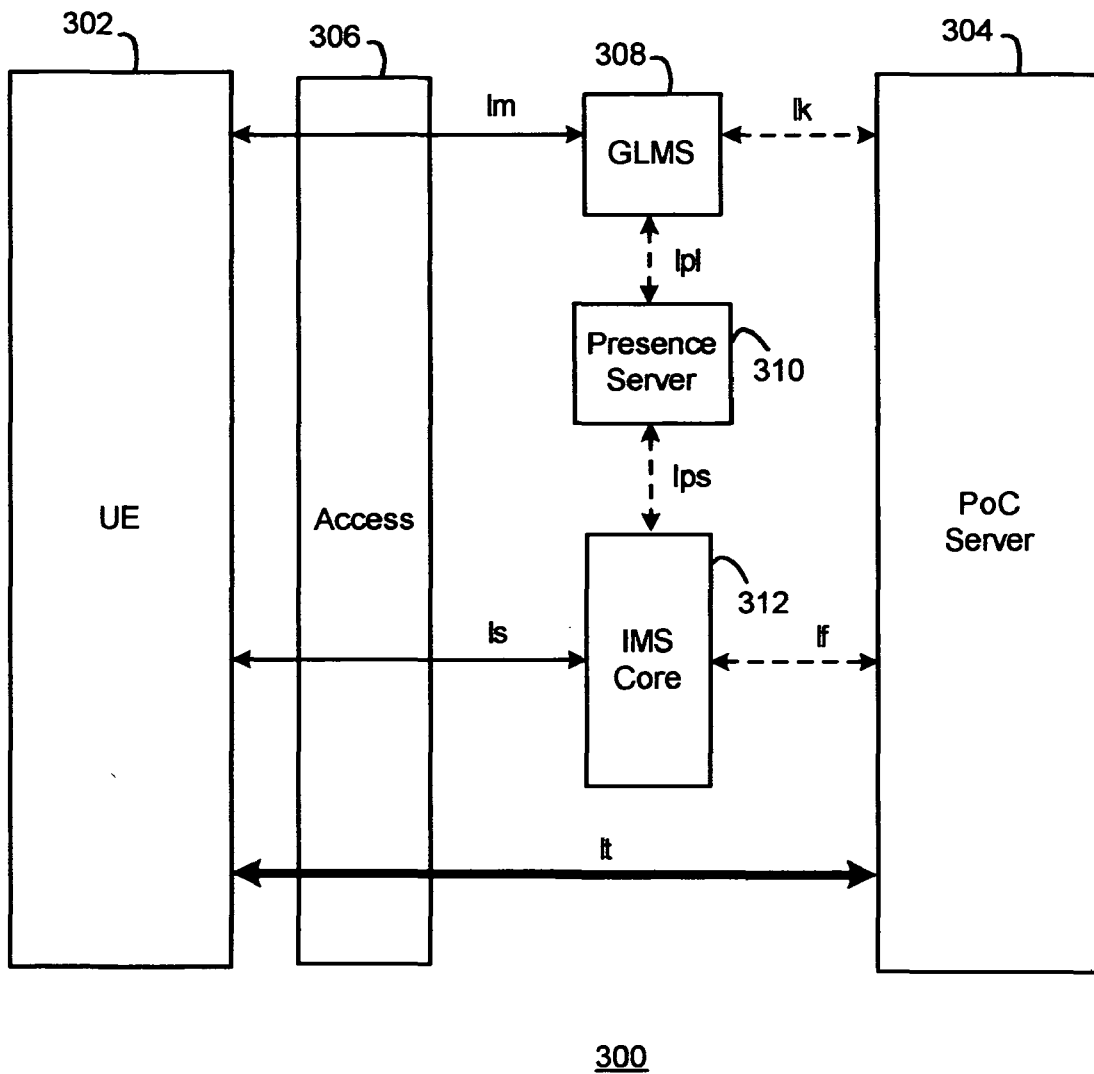 302
306
308
304
Im
Ik
GLMS
Ipl
Presence
Server
310
Ips
UE
Access
PoC
Server
312
Is
IMS
Core
If
It
300